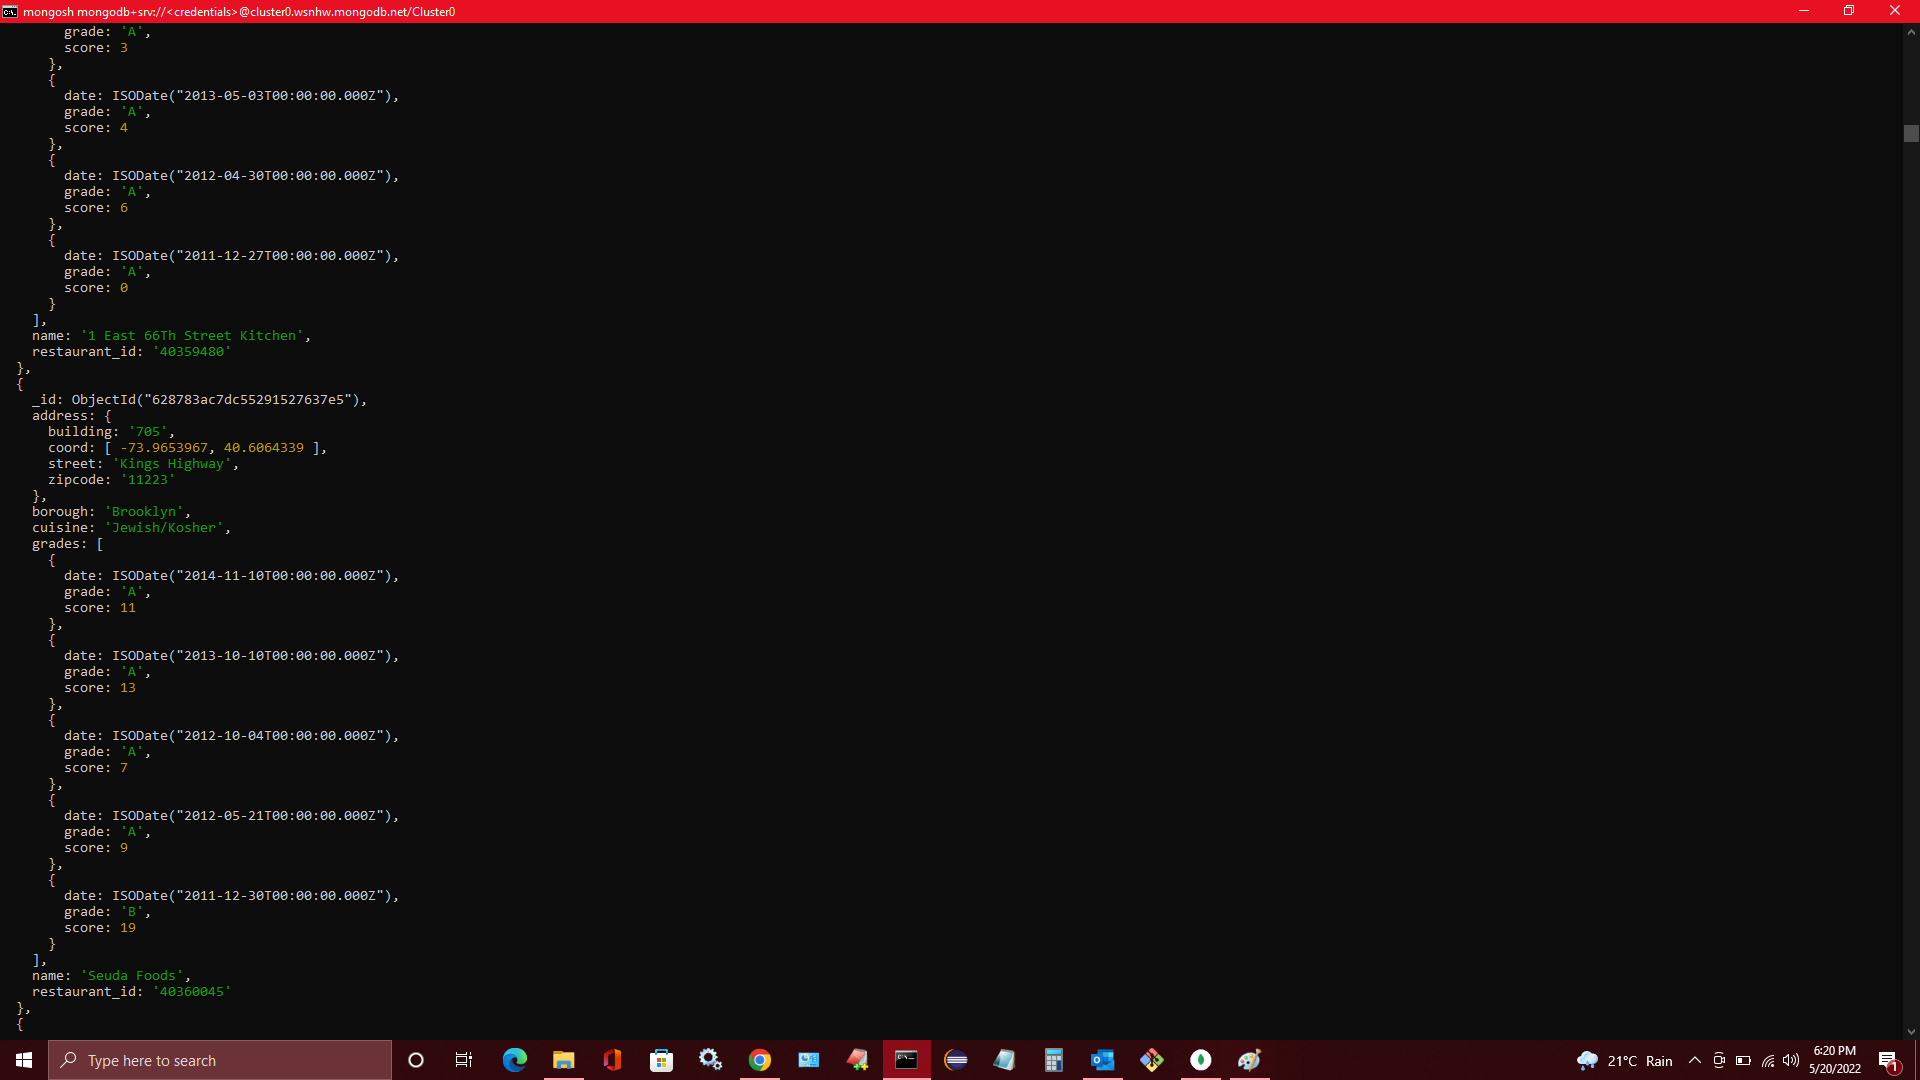 mongosh mongodb+srv://<credentials>@cluster0.wsnhw.mongodb.net/Cluster0
grade: 'A',
score: 3
},
{
date: ISODate("2013-05-03T00:00:00.000Z"),
grade: 'A',
score: 4
},
{
date: ISODate("2012-04-30T00:00:00.000Z"),
grade: 'A',
score: 6
},
{
date: ISODate("2011-12-27T00:00:00.000Z"),
grade: 'A',
score: 0
}
],
name: '1 East 66Th Street Kitchen',
restaurant_id: '40359480'
},
{
_id: ObjectId("628783ac7dc55291527637e5"),
address: {
building: '705',
coord: [ -73.9653967, 40.6064339 ],
street: 'Kings Highway',
zipcode: '11223'
},
borough: 'Brooklyn',
cuisine: 'Jewish/Kosher',
grades: [
{
date: ISODate("2014-11-10T00:00:00.000Z"),
grade: 'A',
score: 11
},
{
date: ISODate("2013-10-10T00:00:00.000Z"),
grade: 'A',
score: 13
},
{
date: ISODate("2012-10-04T00:00:00.000Z"),
grade: 'A',
score: 7
},
{
date: ISODate("2012-05-21T00:00:00.000Z"),
grade: 'A',
score: 9
},
{
date: ISODate("2011-12-30T00:00:00.000Z"),
grade: 'B',
score: 19
}
],
name: 'Seuda Foods',
restaurant_id: '40360045'
},
{
Type here to search
21°C Rain
6:20 PM
5/20/2022
1